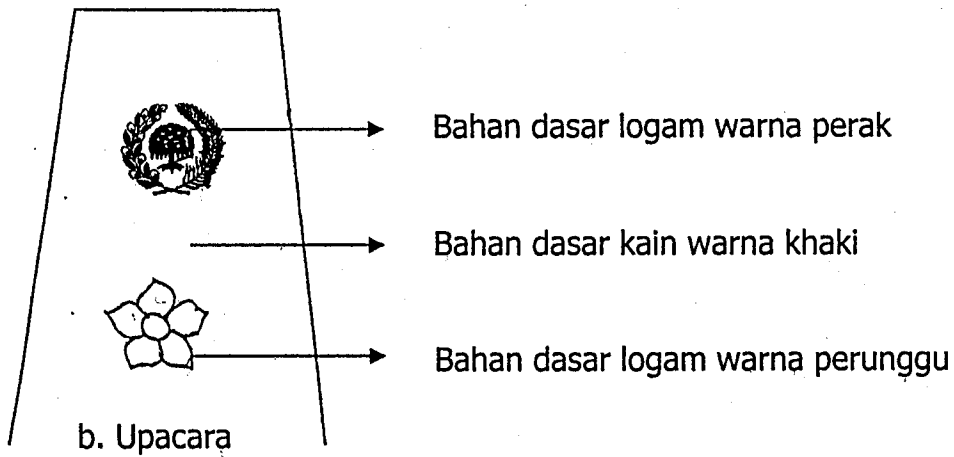 Bahan dasar logam warna perak
Bahan dasar kain warna khaki
Bahan dasar logam warna perunggu
b. Upacara